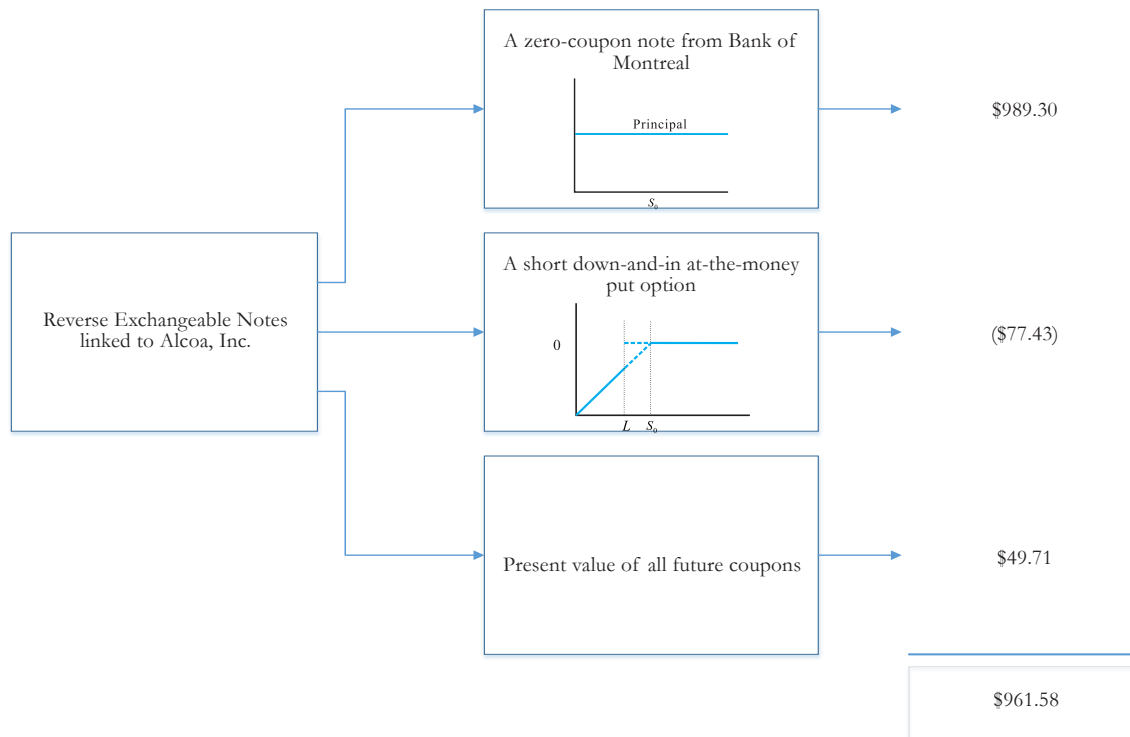 A zero-coupon note from Bank of
Montreal
Principal
S₀
$989.30
Reverse Exchangeable Notes
linked to Alcoa, Inc.
A short down-and-in at-the-money
put option
0
L S₀
($77.43)
Present value of all future coupons
$49.71
$961.58